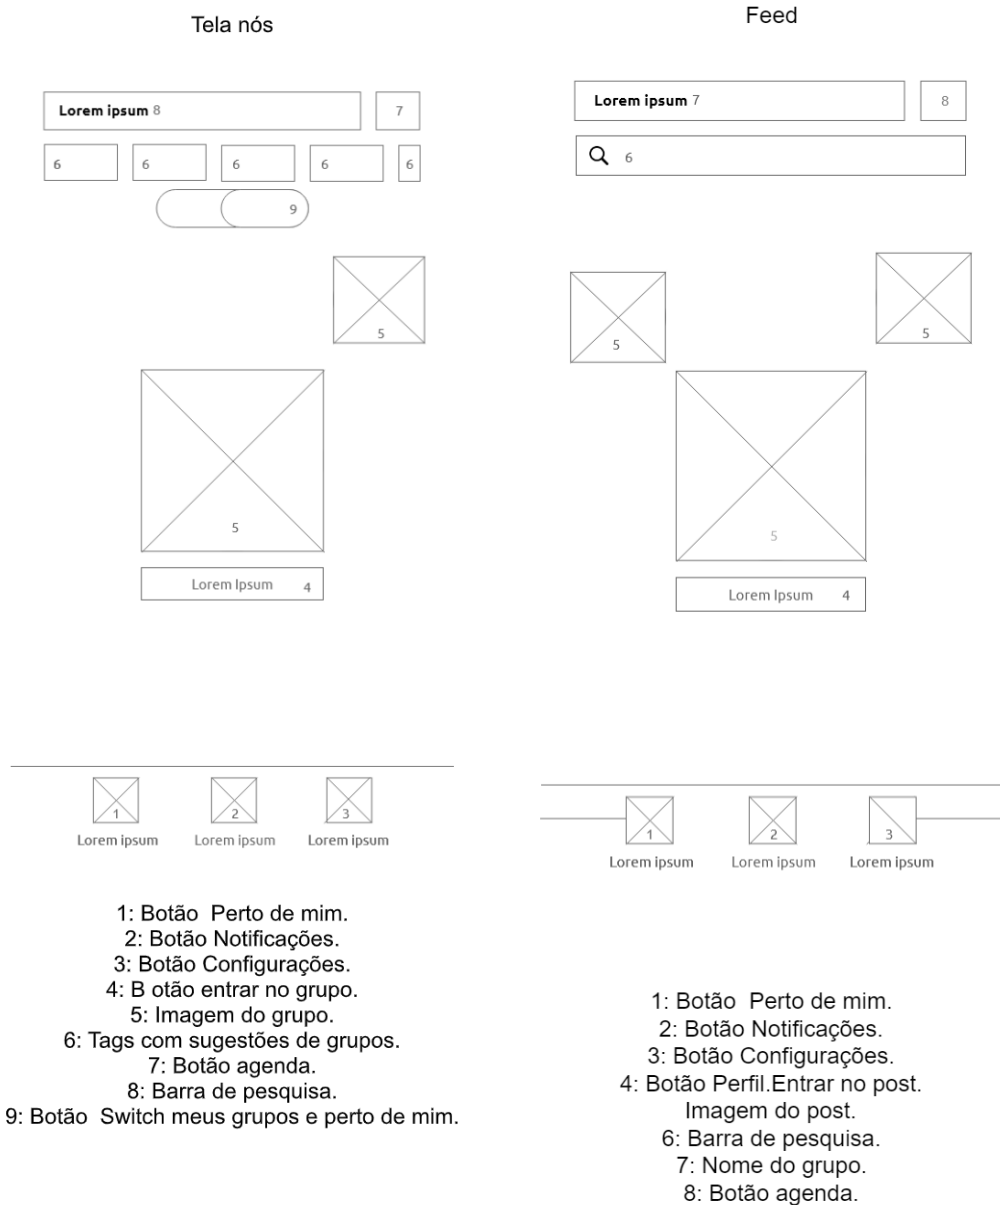 Tela nós
Lorem ipsum 8
7
6
6
6
6
6
9
5
5
Lorem Ipsum 4
1
2
3
Lorem ipsum
Lorem ipsum
Lorem ipsum
1: Botão  Perto de mim.
2: Botão Notificações.
3: Botão Configurações.
4: B otão entrar no grupo.
5: Imagem do grupo.
6: Tags com sugestões de grupos.
7: Botão agenda.
8: Barra de pesquisa.
9: Botão  Switch meus grupos e perto de mim.
Feed
Lorem ipsum 7
8
6
5
5
5
Lorem Ipsum 4
1
2
3
Lorem ipsum
Lorem ipsum
Lorem ipsum
1: Botão  Perto de mim.
2: Botão Notificações.
3: Botão Configurações.
4: Botão Perfil.Entrar no post.
Imagem do post.
6: Barra de pesquisa.
7: Nome do grupo.
8: Botão agenda.